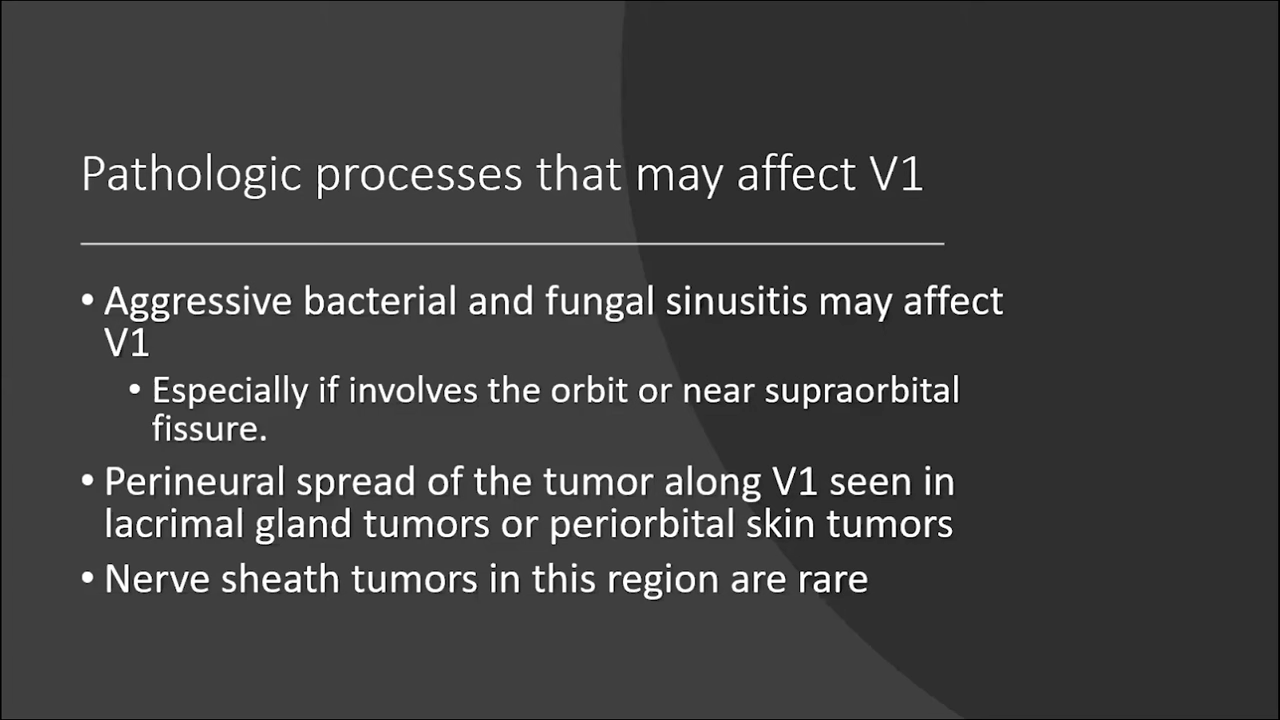 Pathologic processes that may affect V1
• Aggressive bacterial and fungal sinusitis may affect
V1
• Especially if involves the orbit or near supraorbital
fissure.
• Perineural spread of the tumor along V1 seen in
lacrimal gland tumors or periorbital skin tumors
• Nerve sheath tumors in this region are rare